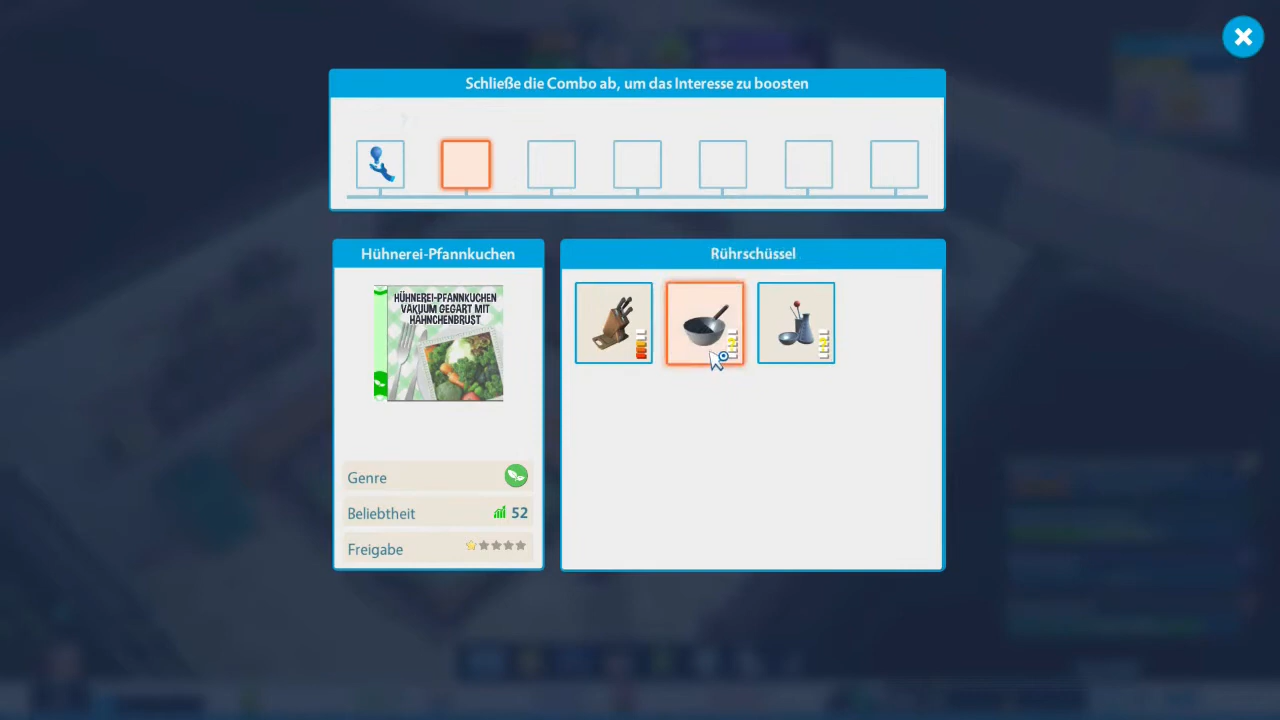 Schließe die Combo ab, um das Interesse zu boosten
Hühnerei-Pfannkuchen
HÜHNEREI-PFANNKUCHEN
VAKUUM GEGART MIT
HÄHNCHENBRUST
Genre
Beliebtheit 52
Freigabe
Rührschüssel